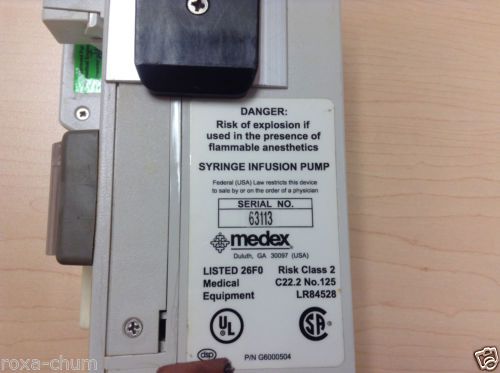 DANGER:
Risk of explosion if
used in the presence of
flammable anesthetics
SYRINGE INFUSION PUMP
Federal (USA) Law restricts this device
to sale by or on the order of a physician
SERIAL NO.
63113
medex
Duluth, GA 30097 (USA)
LISTED 26F0 Risk Class 2
Medical C22.2 No.125
Equipment LR84528
UL
SA
dsp
P/N G6000504
roxa-chum